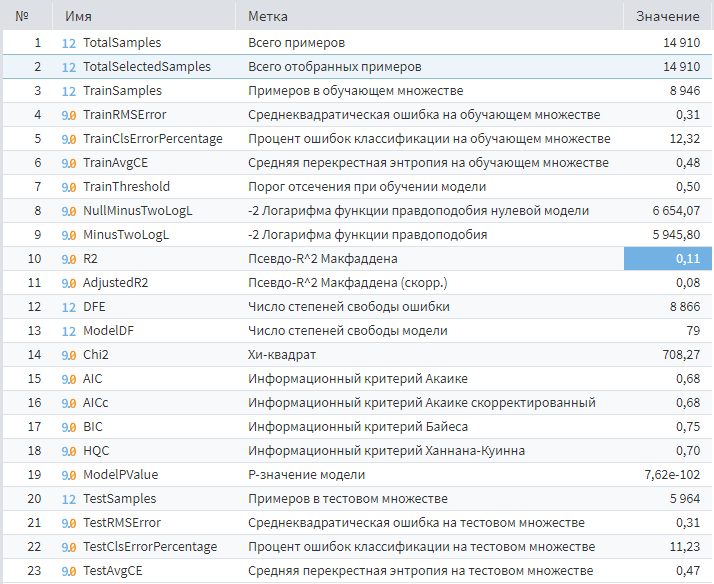 № Имя Метка Значение
1 12 TotalSamples Всего примеров 14 910
2 12 TotalSelectedSamples Всего отобранных примеров 14 910
3 12 TrainSamples Примеров в обучающем множестве 8 946
4 9.0 TrainRMSError Среднеквадратическая ошибка на обучающем множестве 0,31
5 9.0 TrainClsErrorPercentage Процент ошибок классификации на обучающем множестве 12,32
6 9.0 TrainAvgCE Средняя перекрестная энтропия на обучающем множестве 0,48
7 9.0 TrainThreshold Порог отсечения при обучении модели 0,50
8 9.0 NullMinusTwoLogL -2 Логарифма функции правдоподобия нулевой модели 6 654,07
9 9.0 MinusTwoLogL -2 Логарифма функции правдоподобия 5 945,80
10 9.0 R2 Псевдо-R^2 Макфаддена 0,11
11 9.0 AdjustedR2 Псевдо-R^2 Макфаддена (скорр.) 0,08
12 12 DFE Число степеней свободы ошибки 8 866
13 12 ModelDF Число степеней свободы модели 79
14 9.0 Chi2 Хи-квадрат 708,27
15 9.0 AIC Информационный критерий Акаике 0,68
16 9.0 AICc Информационный критерий Акаике скорректированный 0,68
17 9.0 BIC Информационный критерий Байеса 0,75
18 9.0 HQC Информационный критерий Ханнана-Куинна 0,70
19 9.0 ModelPValue P-значение модели 7,62e-102
20 12 TestSamples Примеров в тестовом множестве 5 964
21 9.0 TestRMSError Среднеквадратическая ошибка на тестовом множестве 0,31
22 9.0 TestClsErrorPercentage Процент ошибок классификации на тестовом множестве 11,23
23 9.0 TestAvgCE Средняя перекрестная энтропия на тестовом множестве 0,47